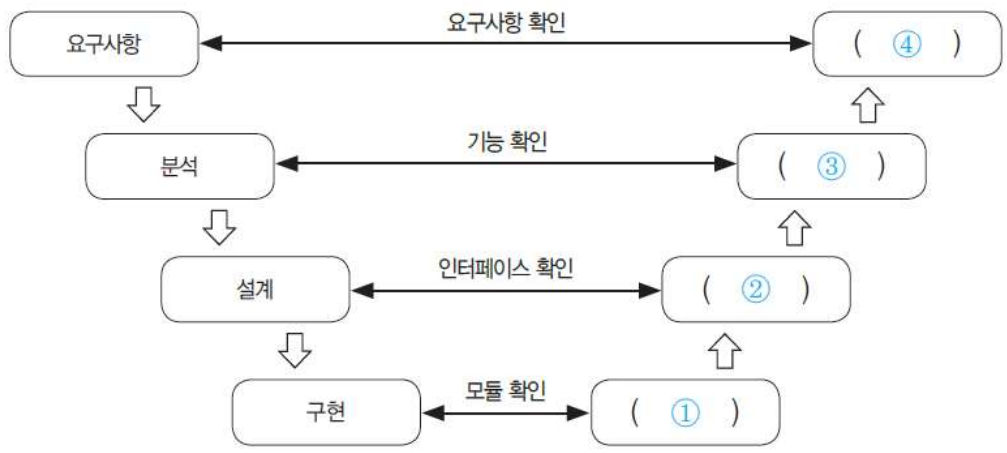 요구사항 확인
요구사항
( ④ )
기능 확인
분석
( ③ )
인터페이스 확인
설계
( ② )
모듈 확인
구현
( ① )